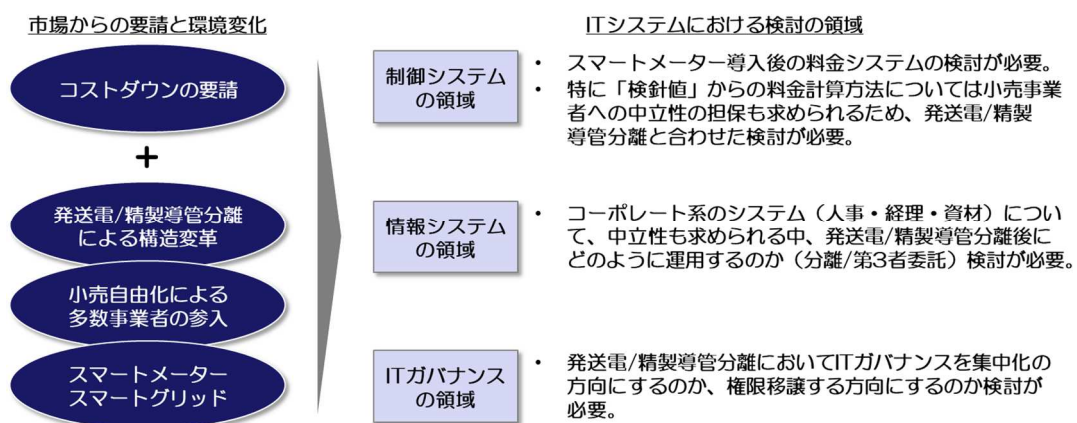 市場からの要請と環境変化
コストダウンの要請
+
発送電/精製導管分離
による構造変革
小売自由化による
多数事業者の参入
スマートメーター
スマートグリッド
ITシステムにおける検討の領域
制御システム
の領域
・ スマートメーター導入後の料金システムの検討が必要。
・ 特に「検針値」からの料金計算方法については小売事業
者への中立性の担保も求められるため、発送電/精製
導管分離と合わせた検討が必要。
情報システム
の領域
・ コーポレート系のシステム（人事・経理・資材）につい
て、中立性も求められる中、発送電/精製導管分離後に
どのように運用するのか（分離/第3者委託）検討が必要。
ITガバナンス
の領域
・ 発送電/精製導管分離においてITガバナンスを集中化の
方向にするのか、権限移譲する方向にするのか検討が
必要。